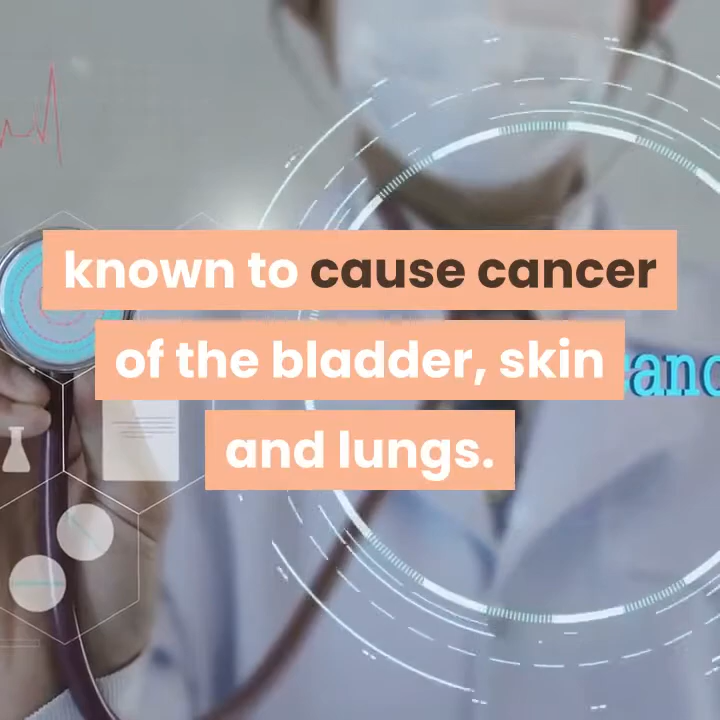 known to cause cancer
of the bladder, skin
and lungs.